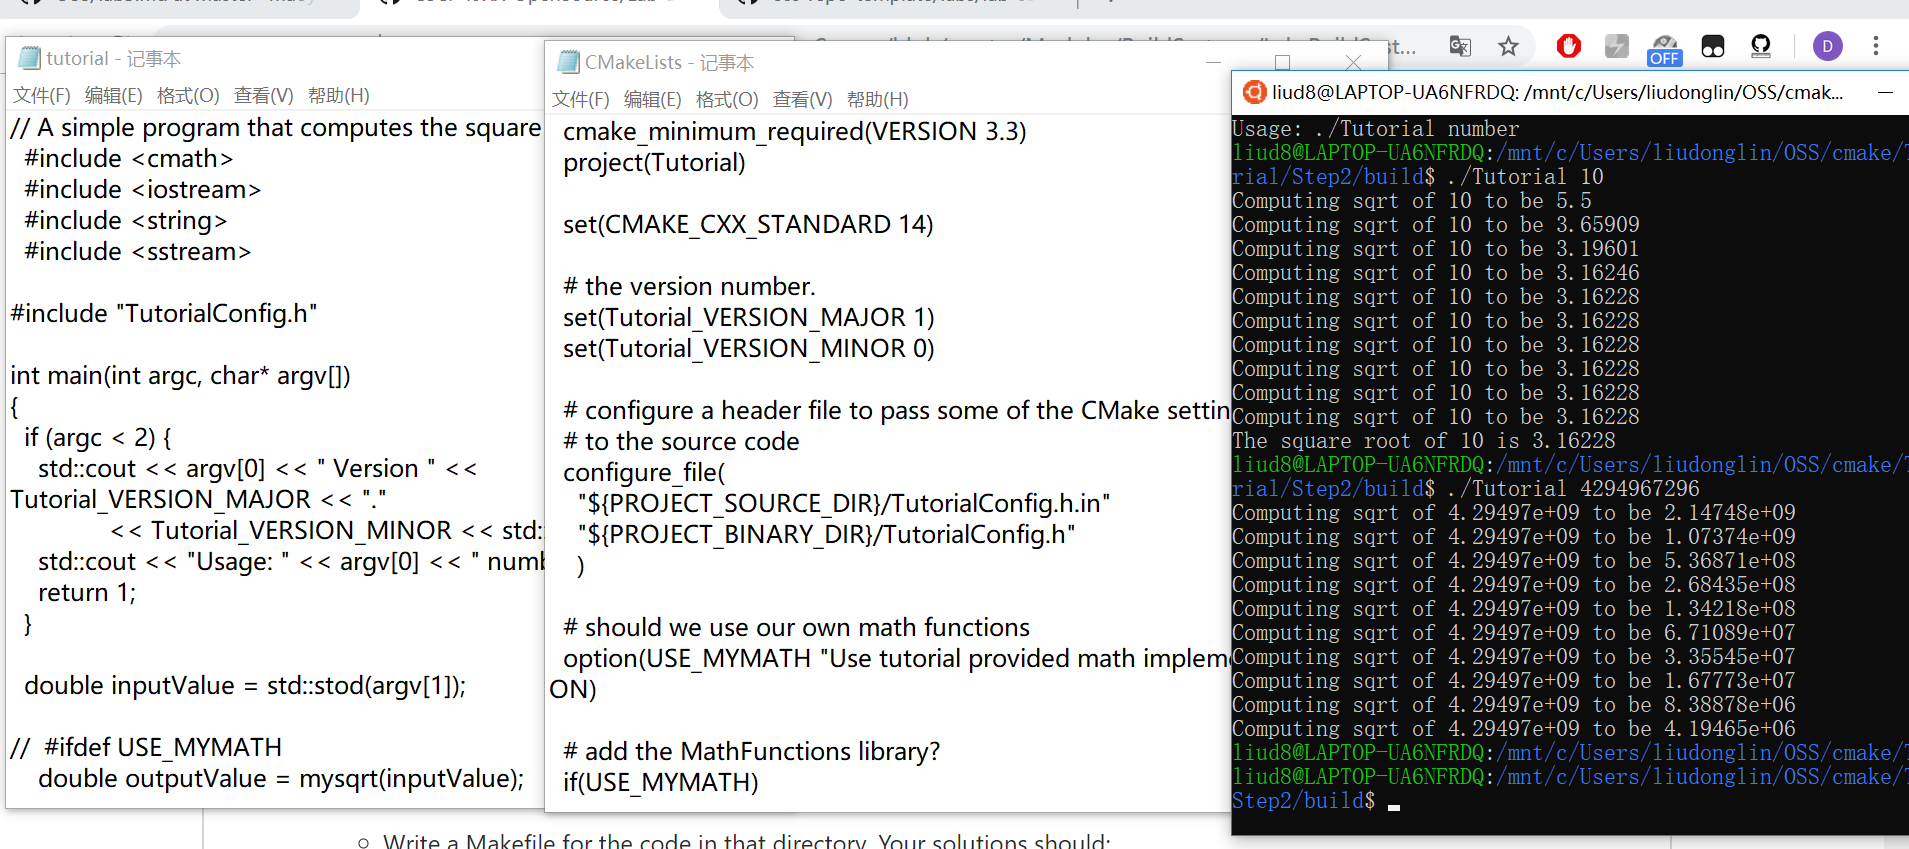 tutorial - 记事本
文件(F) 编辑(E) 格式(O) 查看(V) 帮助(H)
// A simple program that computes the square
#include <cmath>
#include <iostream>
#include <string>
#include <sstream>
#include "TutorialConfig.h"
int main(int argc, char* argv[])
{
if (argc < 2) {
std::cout << argv[0] << " Version " <<
Tutorial_VERSION_MAJOR << "."
<< Tutorial_VERSION_MINOR << std:
std::cout << "Usage: " << argv[0] << " numb
return 1;
}
double inputValue = std::stod(argv[1]);
// #ifdef USE_MYMATH
double outputValue = mysqrt(inputValue);
CMakeLists - 记事本
文件(F) 编辑(E) 格式(O) 查看(V) 帮助(H)
cmake_minimum_required(VERSION 3.3)
project(Tutorial)
set(CMAKE_CXX_STANDARD 14)
# the version number.
set(Tutorial_VERSION_MAJOR 1)
set(Tutorial_VERSION_MINOR 0)
# configure a header file to pass some of the CMake settin
# to the source code
configure_file(
"${PROJECT_SOURCE_DIR}/TutorialConfig.h.in"
"${PROJECT_BINARY_DIR}/TutorialConfig.h"
)
# should we use our own math functions
option(USE_MYMATH "Use tutorial provided math implem
ON)
# add the MathFunctions library?
if(USE_MYMATH)
OFF
D
liud8@LAPTOP-UA6NFRDQ: /mnt/c/Users/liudonglin/OSS/cmak...
Usage: ./Tutorial number
liud8@LAPTOP-UA6NFRDQ:/mnt/c/Users/liudonglin/OSS/cmake/T
rial/Step2/build$ ./Tutorial 10
Computing sqrt of 10 to be 5.5
Computing sqrt of 10 to be 3.65909
Computing sqrt of 10 to be 3.19601
Computing sqrt of 10 to be 3.16246
Computing sqrt of 10 to be 3.16228
Computing sqrt of 10 to be 3.16228
Computing sqrt of 10 to be 3.16228
Computing sqrt of 10 to be 3.16228
Computing sqrt of 10 to be 3.16228
Computing sqrt of 10 to be 3.16228
The square root of 10 is 3.16228
liud8@LAPTOP-UA6NFRDQ:/mnt/c/Users/liudonglin/OSS/cmake/T
rial/Step2/build$ ./Tutorial 4294967296
Computing sqrt of 4.29497e+09 to be 2.14748e+09
Computing sqrt of 4.29497e+09 to be 1.07374e+09
Computing sqrt of 4.29497e+09 to be 5.36871e+08
Computing sqrt of 4.29497e+09 to be 2.68435e+08
Computing sqrt of 4.29497e+09 to be 1.34218e+08
Computing sqrt of 4.29497e+09 to be 6.71089e+07
Computing sqrt of 4.29497e+09 to be 3.35545e+07
Computing sqrt of 4.29497e+09 to be 1.67773e+07
Computing sqrt of 4.29497e+09 to be 8.38878e+06
Computing sqrt of 4.29497e+09 to be 4.19465e+06
liud8@LAPTOP-UA6NFRDQ:/mnt/c/Users/liudonglin/OSS/cmake/T
liud8@LAPTOP-UA6NFRDQ:/mnt/c/Users/liudonglin/OSS/cmake/T
Step2/build$
Write a Makefile for the code in that directory. Your solutions should: